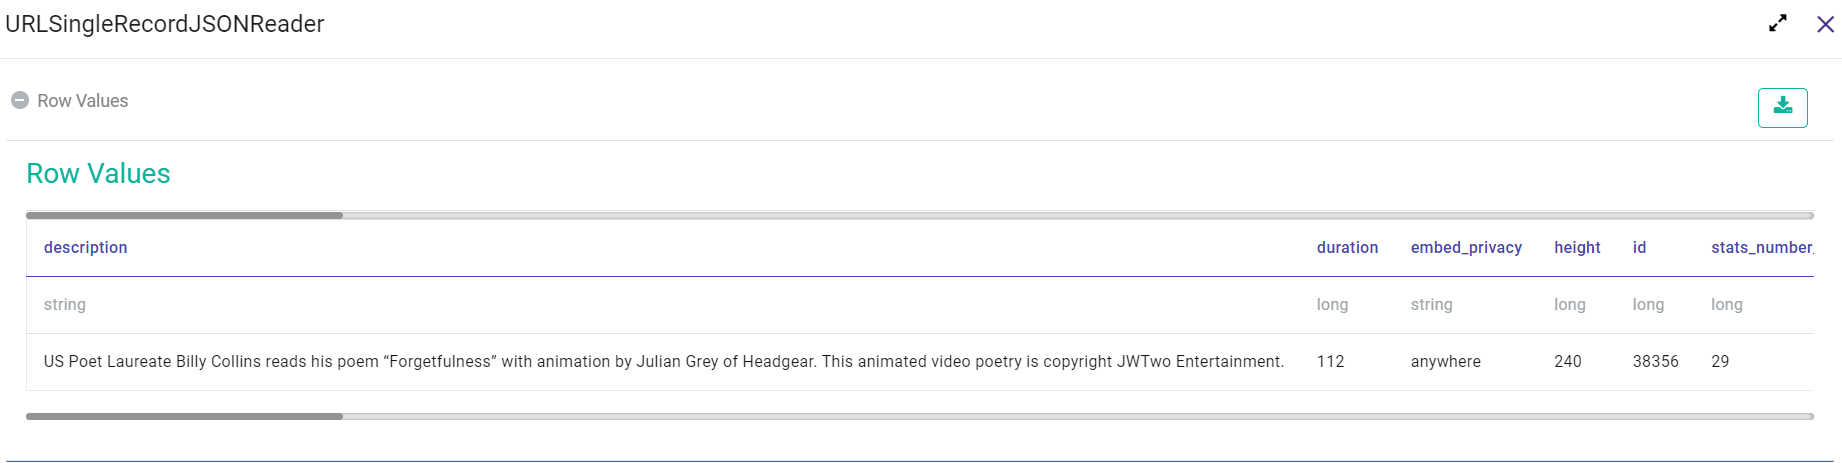 URLSingleRecordJSONReader
Row Values
Row Values
description duration embed_privacy height id stats_number_
string long string long long long
US Poet Laureate Billy Collins reads his poem “Forgetfulness” with animation by Julian Grey of Headgear. This animated video poetry is copyright JWTwo Entertainment. 112 anywhere 240 38356 29